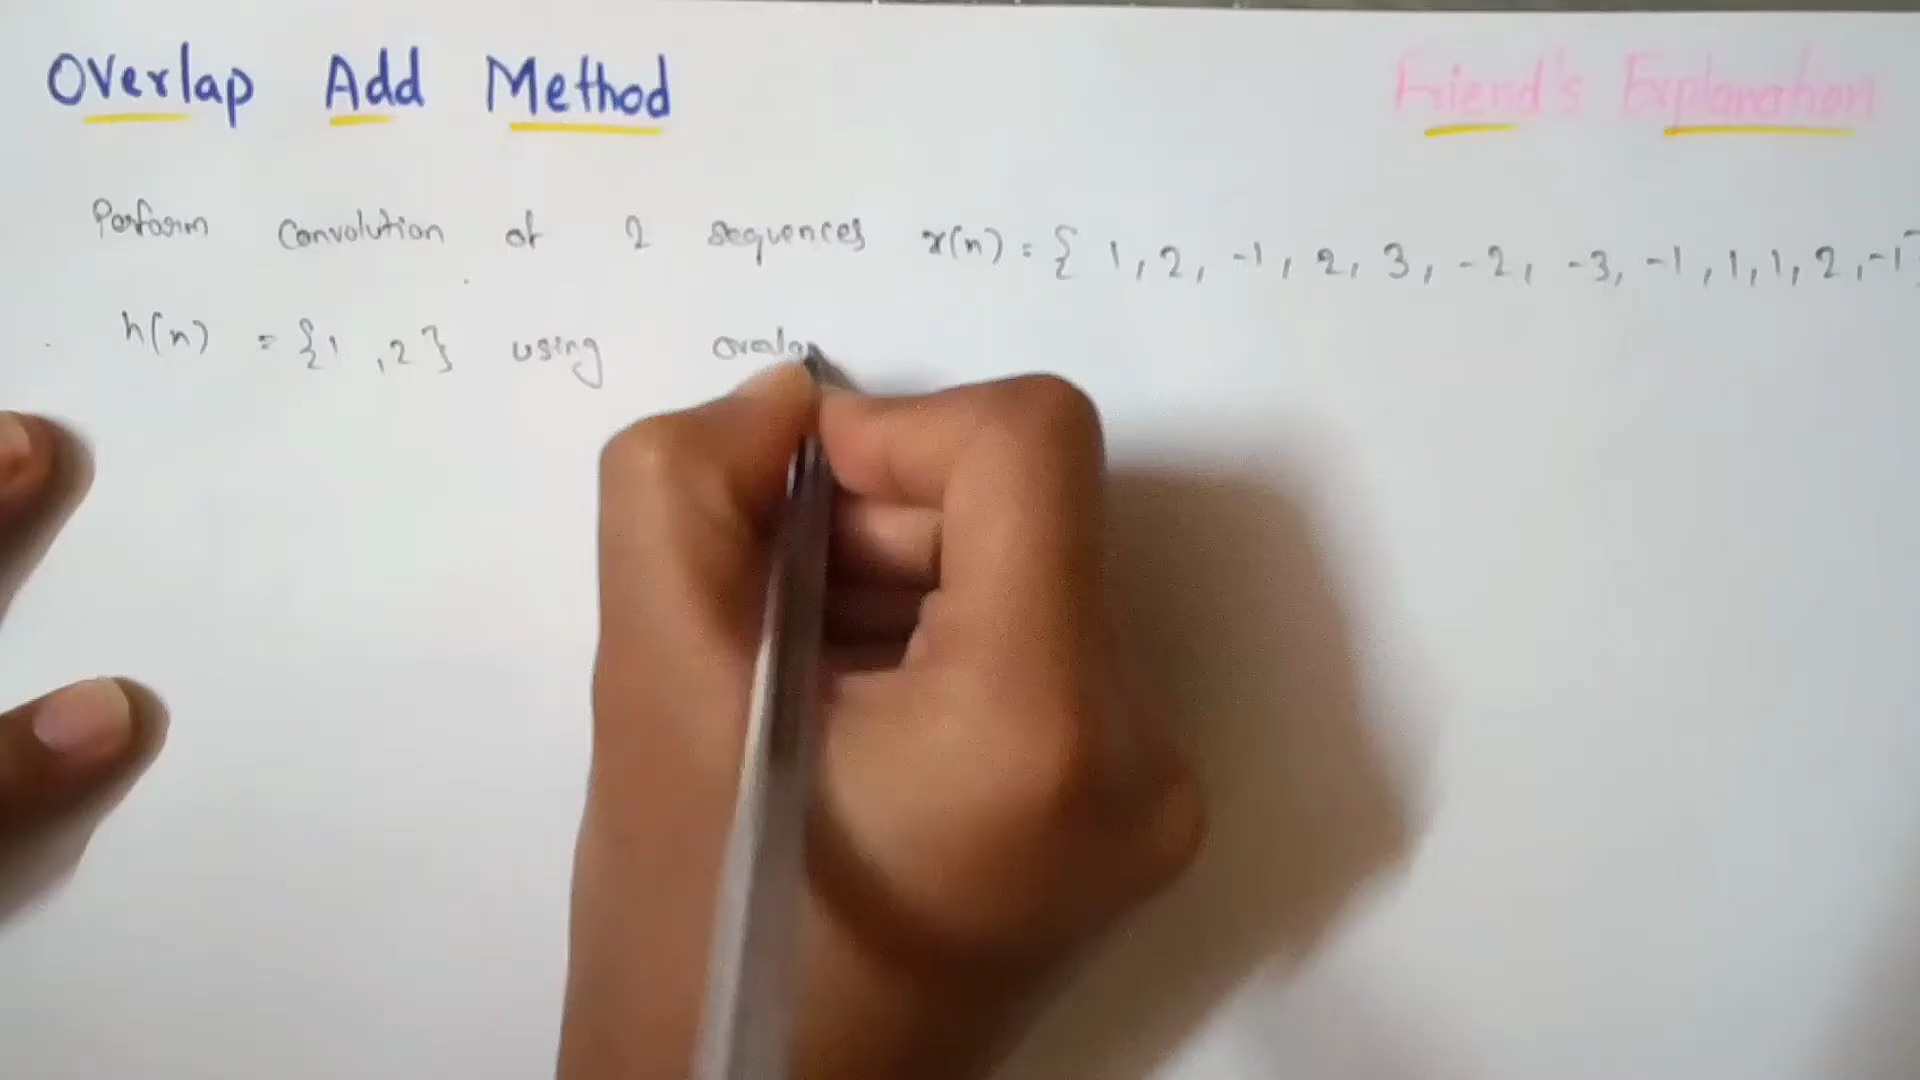 Overlap Add Method
Friend's Explanation
Perform Convolution of 2 sequences x(n) = { 1, 2, -1, 2, 3, -2, -3, -1, 1, 1, 2, -1}
h(n) = {1, 2} using overlap